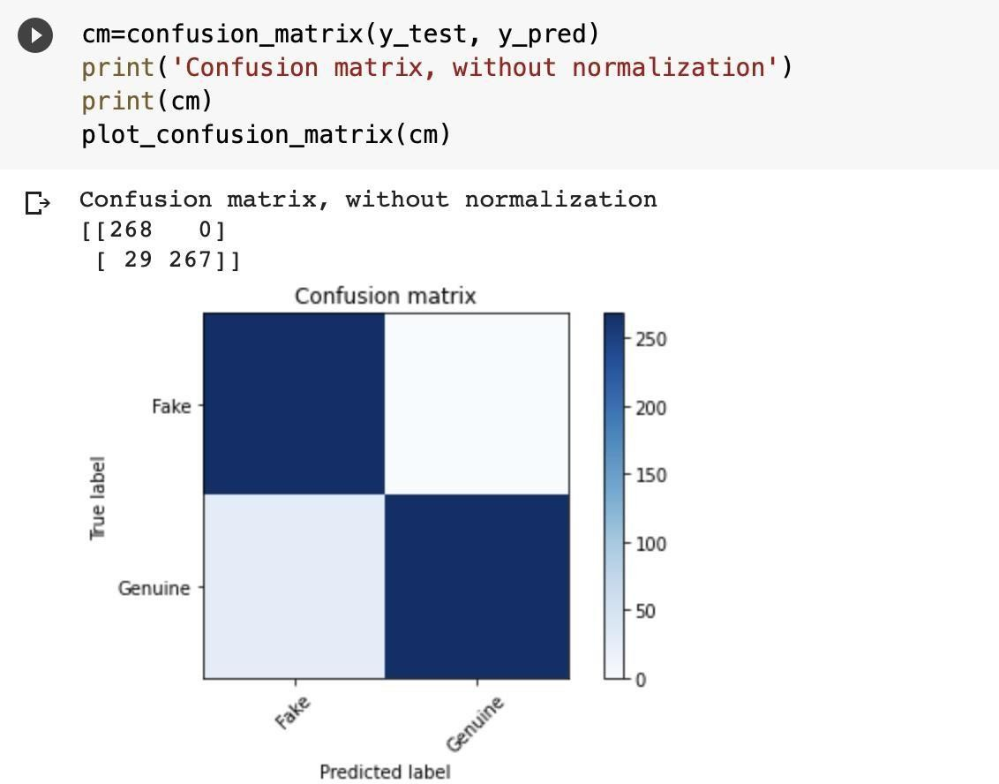 cm=confusion_matrix(y_test, y_pred)
print('Confusion matrix, without normalization')
print(cm)
plot_confusion_matrix(cm)
Confusion matrix, without normalization
[[268   0]
 [ 29 267]]
Confusion matrix
250
200
150
100
50
0
True label
Fake
Genuine
Fake
Genuine
Predicted label